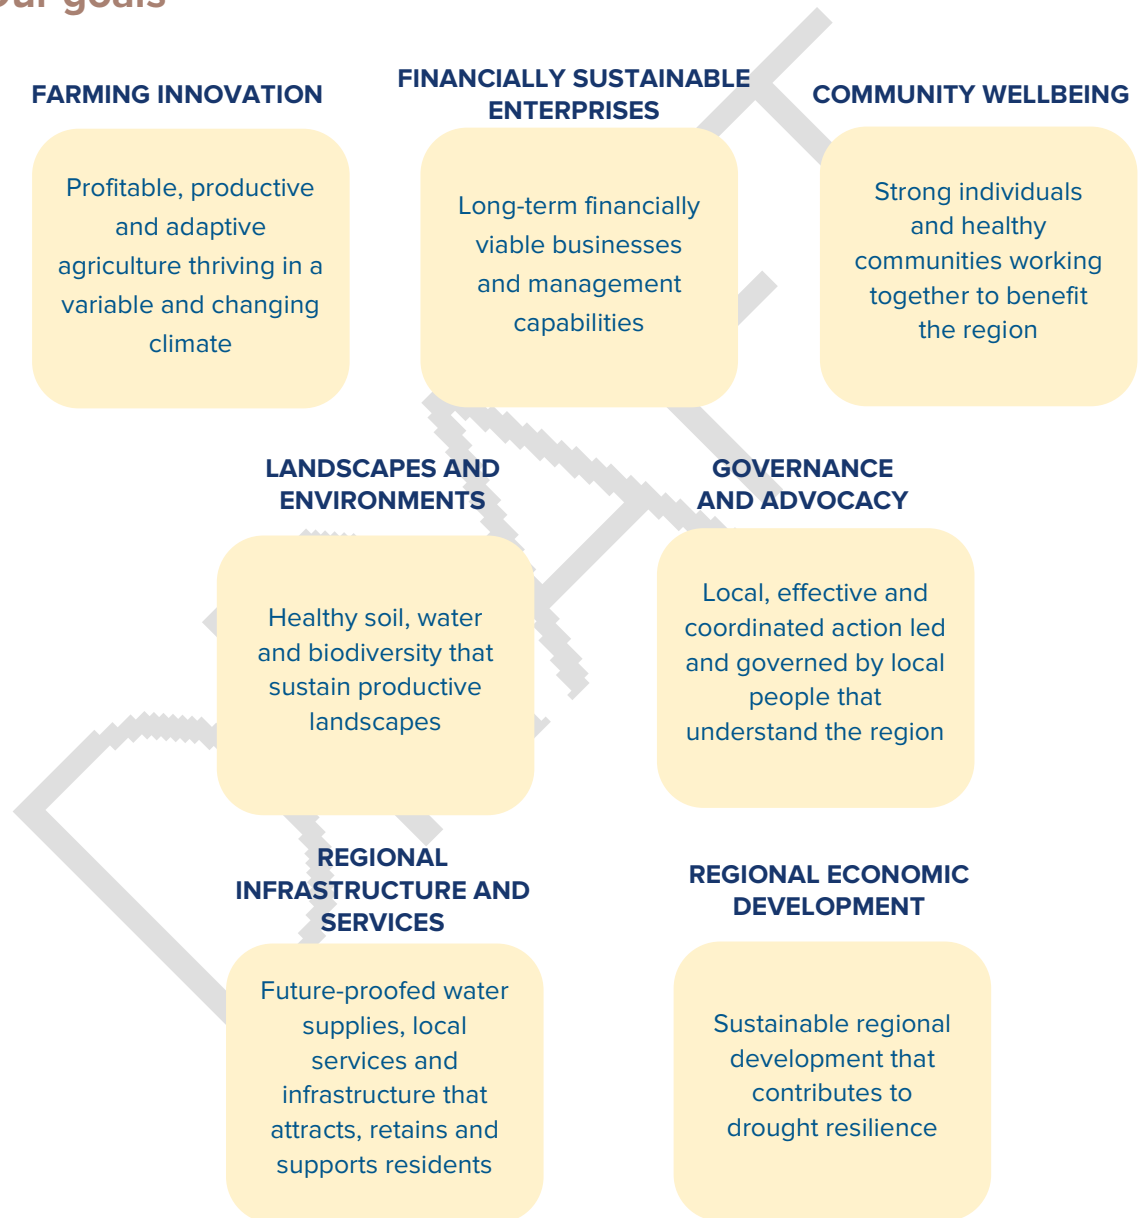 Our goals
FARMING INNOVATION
Profitable, productive
and adaptive
agriculture thriving in a
variable and changing
climate
FINANCIALLY SUSTAINABLE
ENTERPRISES
Long-term financially
viable businesses
and management
capabilities
COMMUNITY WELLBEING
Strong individuals
and healthy
communities working
together to benefit
the region
LANDSCAPES AND
ENVIRONMENTS
Healthy soil, water
and biodiversity that
sustain productive
landscapes
GOVERNANCE
AND ADVOCACY
Local, effective and
coordinated action led
and governed by local
people that
understand the region
REGIONAL
INFRASTRUCTURE AND
SERVICES
Future-proofed water
supplies, local
services and
infrastructure that
attracts, retains and
supports residents
REGIONAL ECONOMIC
DEVELOPMENT
Sustainable regional
development that
contributes to
drought resilience
DRAFT